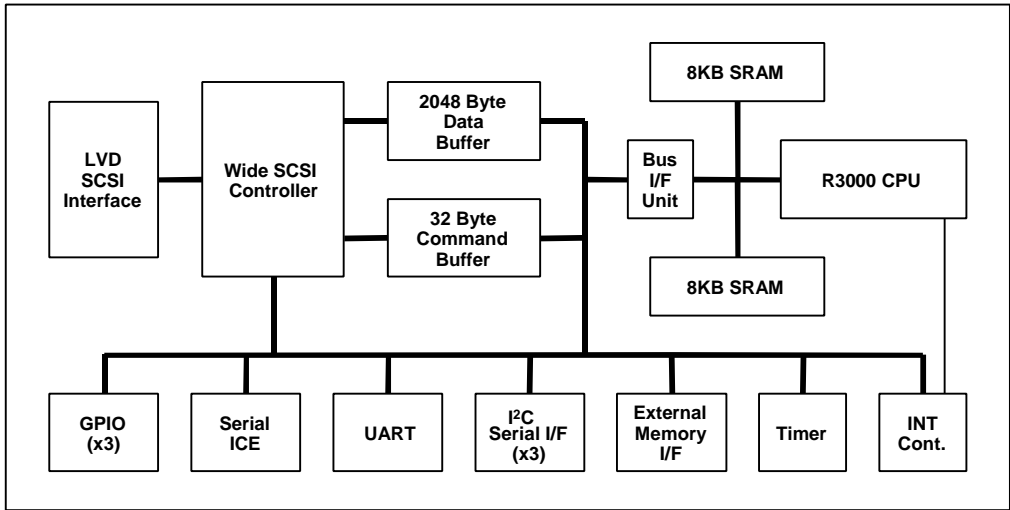 8KB SRAM
2048 Byte
Data
Buffer
LVD
SCSI
Interface
Wide SCSI
Controller
Bus
I/F
Unit
R3000 CPU
32 Byte
Command
Buffer
8KB SRAM
GPIO
(x3)
Serial
ICE
UART
I²C
Serial I/F
(x3)
External
Memory
I/F
Timer
INT
Cont.